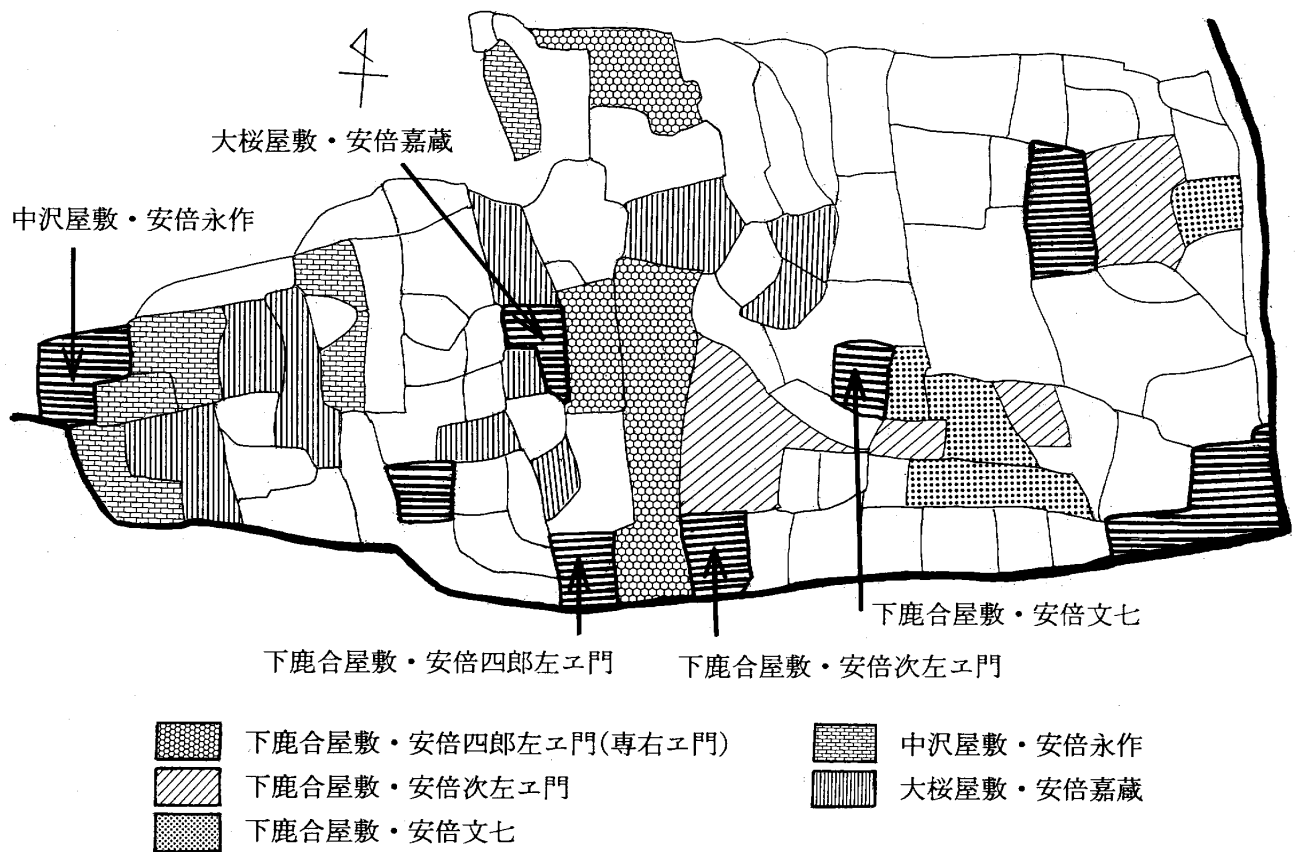 大桜屋敷・安倍嘉蔵
中沢屋敷・安倍永作
下鹿合屋敷・安倍文七
下鹿合屋敷・安倍四郎左ヱ門
下鹿合屋敷・安倍次左ヱ門
下鹿合屋敷・安倍四郎左ヱ門(専右ヱ門)
下鹿合屋敷・安倍次左ヱ門
下鹿合屋敷・安倍文七
中沢屋敷・安倍永作
大桜屋敷・安倍嘉蔵